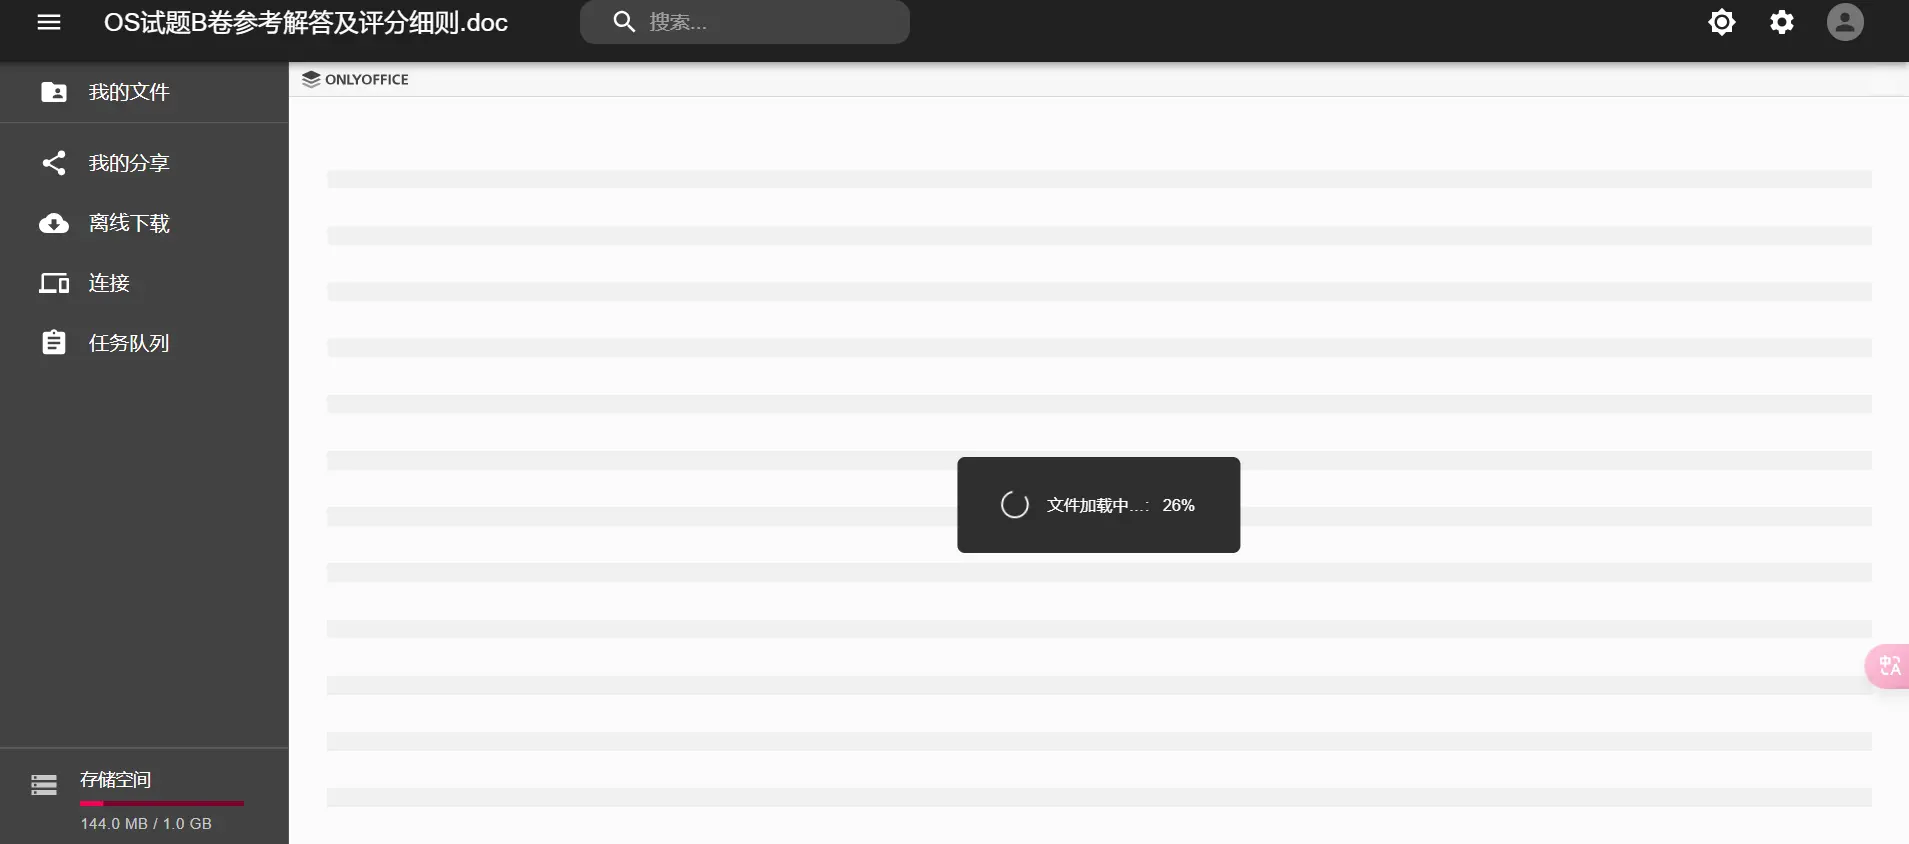 OS试题B卷参考解答及评分细则.doc
搜索...
我的文件
ONLYOFFICE
我的分享
离线下载
连接
任务队列
文件加载中...: 26%
中A
存储空间
144.0 MB / 1.0 GB